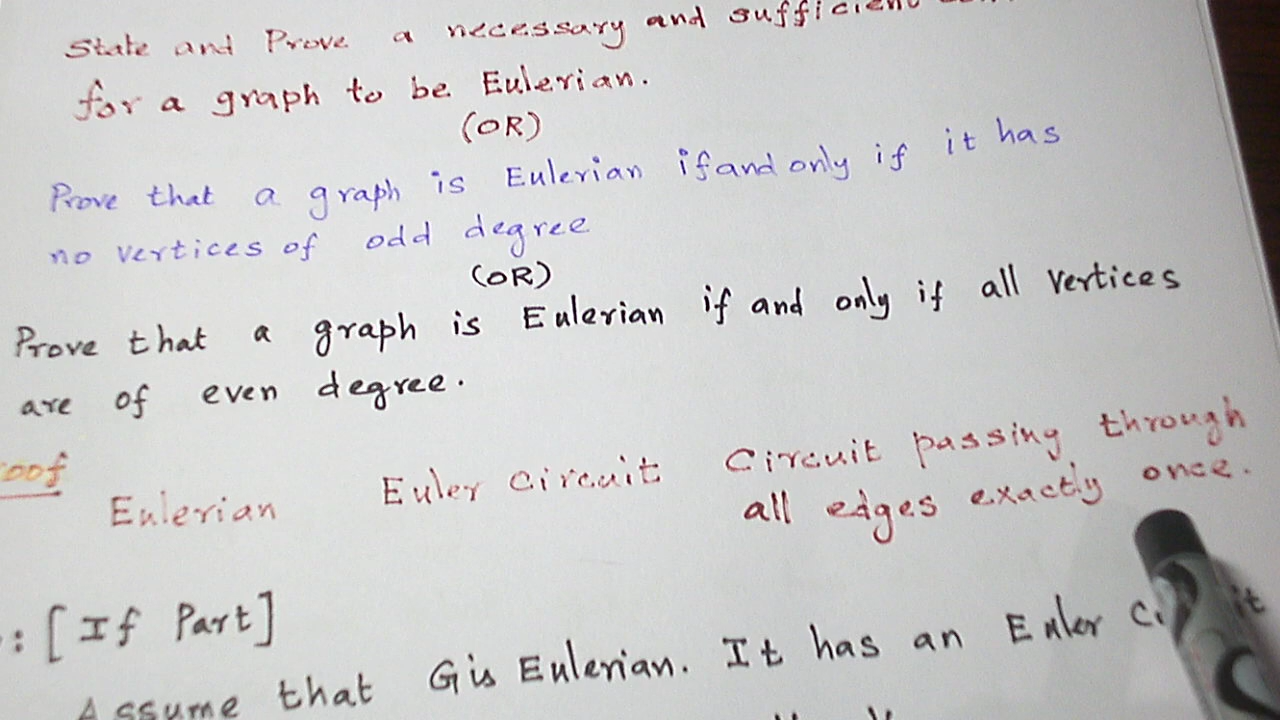 State and Prove a necessary and sufficient
for a graph to be Eulerian.
(OR)
Prove that a graph is Eulerian if and only if it has
no vertices of odd degree
(OR)
Prove that a graph is Eulerian if and only if all vertices
are of even degree.
oof
Eulerian Euler Circuit Circuit passing through
all edges exactly once.
: [If Part]
Assume that G is Eulerian. It has an Euler